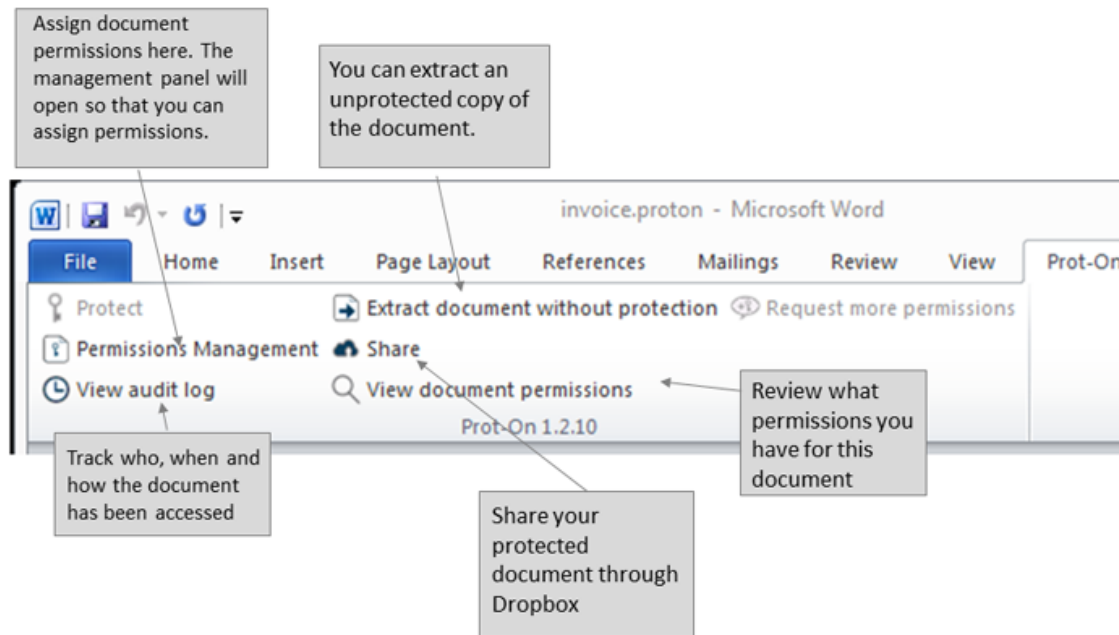 Assign document
permissions here. The
management panel will
open so that you can
assign permissions.
You can extract an
unprotected copy of
the document.
invoice.proton - Microsoft Word
File Home Insert Page Layout References Mailings Review View Prot-On
Protect Extract document without protection Request more permissions
Permissions Management Share
View audit log View document permissions
Prot-On 1.2.10
Review what
permissions you
have for this
document
Track who, when and
how the document
has been accessed
Share your
protected
document through
Dropbox